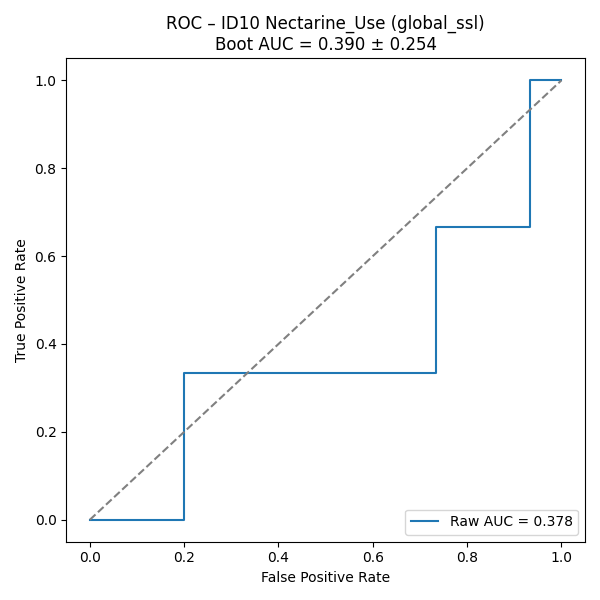 ROC – ID10 Nectarine_Use (global_ssl)
Boot AUC = 0.390 ± 0.254
True Positive Rate
1.0
0.8
0.6
0.4
0.2
0.0
Raw AUC = 0.378
0.0 0.2 0.4 0.6 0.8 1.0
False Positive Rate